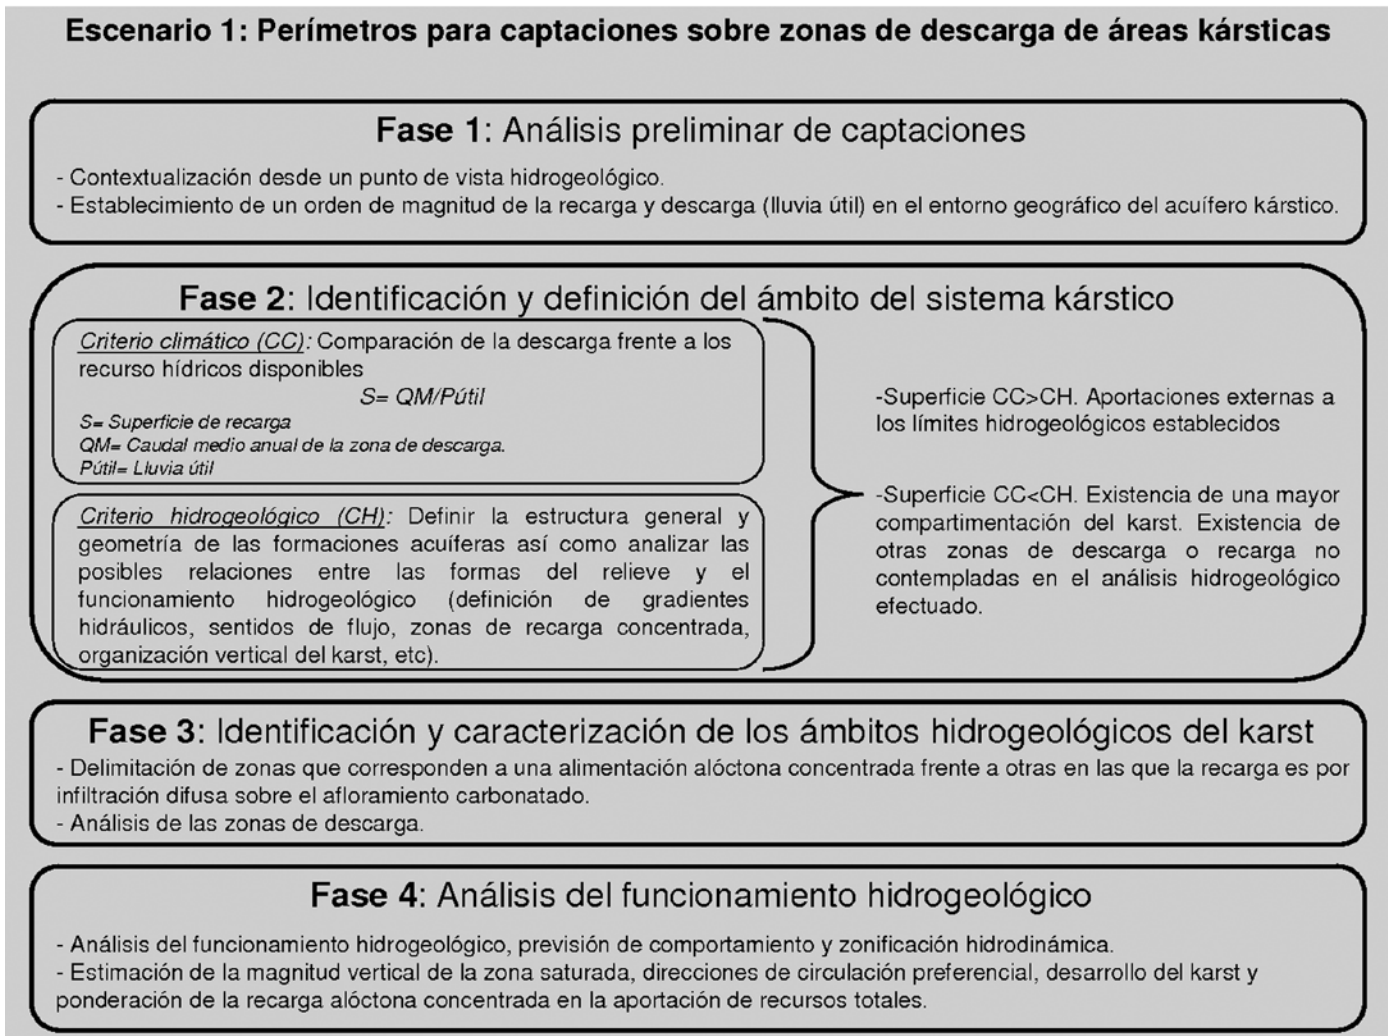 Escenario 1: Perímetros para captaciones sobre zonas de descarga de áreas kársticas
Fase 1: Análisis preliminar de captaciones
- Contextualización desde un punto de vista hidrogeológico.
- Establecimiento de un orden de magnitud de la recarga y descarga (lluvia útil) en el entorno geográfico del acuífero kárstico.
Fase 2: Identificación y definición del ámbito del sistema kárstico
Criterio climático (CC): Comparación de la descarga frente a los
recurso hídricos disponibles
S= QM/Pútil
S= Superficie de recarga
QM= Caudal medio anual de la zona de descarga.
Pútil= Lluvia útil
Criterio hidrogeológico (CH): Definir la estructura general y
geometría de las formaciones acuíferas así como analizar las
posibles relaciones entre las formas del relieve y el
funcionamiento hidrogeológico (definición de gradientes
hidráulicos, sentidos de flujo, zonas de recarga concentrada,
organización vertical del karst, etc).
-Superficie CC>CH. Aportaciones externas a
los límites hidrogeológicos establecidos
-Superficie CC<CH. Existencia de una mayor
compartimentación del karst. Existencia de
otras zonas de descarga o recarga no
contempladas en el análisis hidrogeológico
efectuado.
Fase 3: Identificación y caracterización de los ámbitos hidrogeológicos del karst
- Delimitación de zonas que corresponden a una alimentación alóctona concentrada frente a otras en las que la recarga es por
infiltración difusa sobre el afloramiento carbonatado.
- Análisis de las zonas de descarga.
Fase 4: Análisis del funcionamiento hidrogeológico
- Análisis del funcionamiento hidrogeológico, previsión de comportamiento y zonificación hidrodinámica.
- Estimación de la magnitud vertical de la zona saturada, direcciones de circulación preferencial, desarrollo del karst y
ponderación de la recarga alóctona concentrada en la aportación de recursos totales.